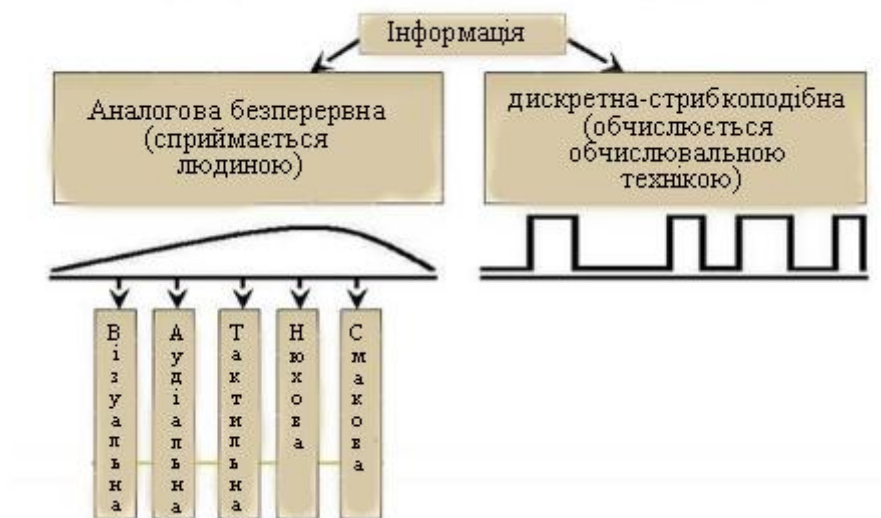 Інформація
Аналогова безперервна
(сприймається
людиною)
дискретна-стрибкоподібна
(обчислюється
обчислювальною
технікою)
Візуальна
Аудіальна
Тактильна
Нюхова
Смакова